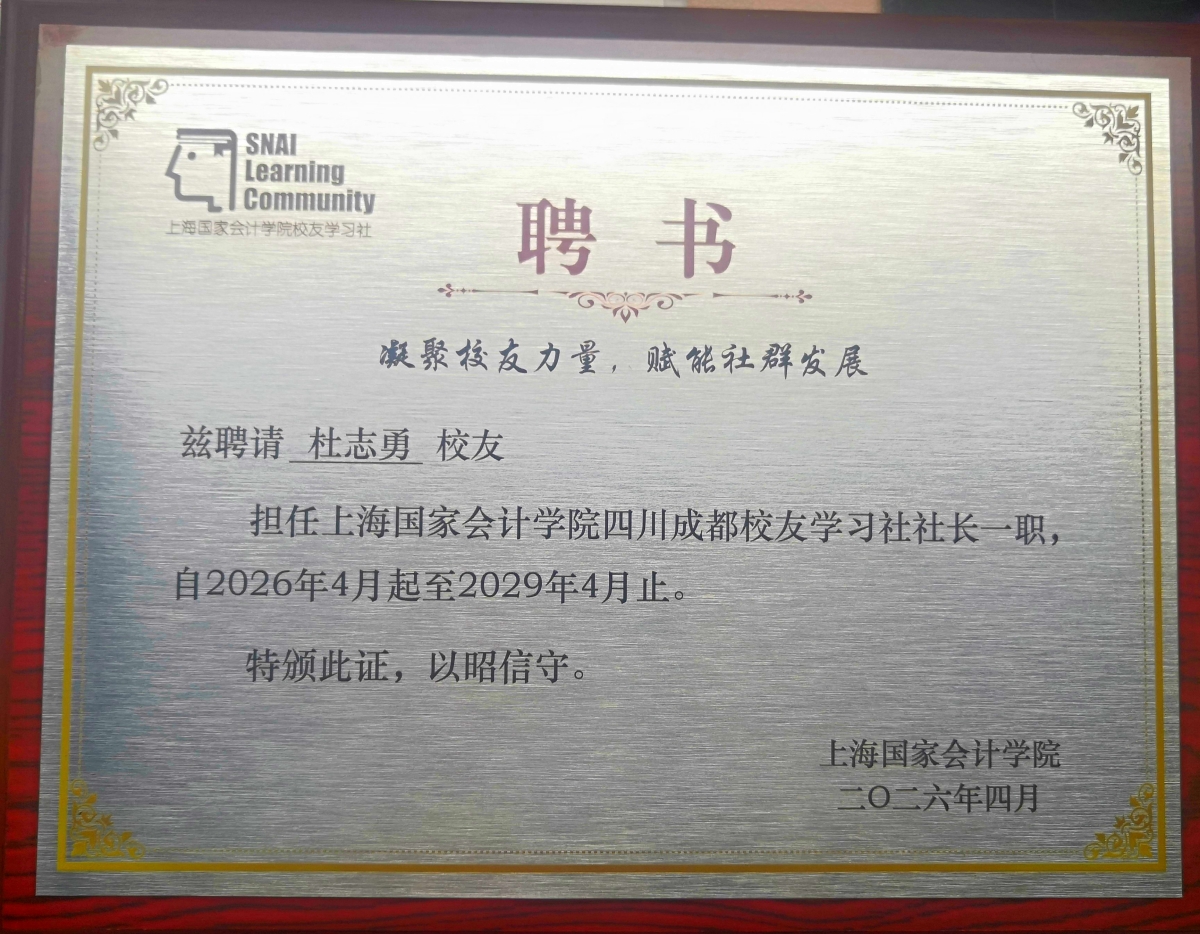 SNAI
Learning
Community
上海国家会计学院校友学习社
聘 书
凝聚校友力量，赋能社群发展
兹聘请 杜志勇 校友
担任上海国家会计学院四川成都校友学习社社长一职，
自2026年4月起至2029年4月止。
特颁此证，以昭信守。
上海国家会计学院
二〇二六年四月